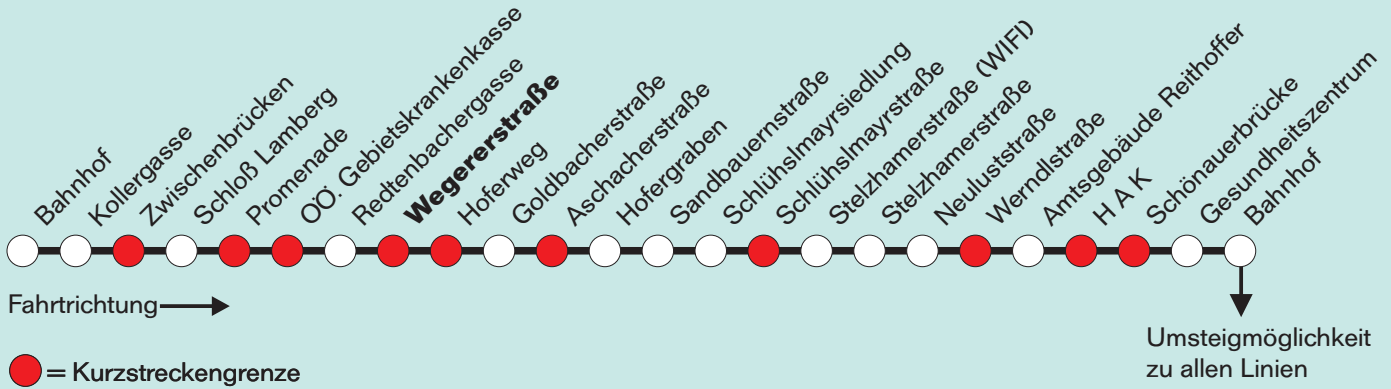 Bahnhof
Kollergasse
Zwischenbrücken
Schloß Lamberg
Promenade
OÖ. Gebietskrankenkasse
Redtenbachergasse
Wegererstraße
Hoferweg
Goldbacherstraße
Aschacherstraße
Hofergraben
Sandbauernstraße
Schlühslmayrsiedlung
Schlühslmayrstraße
Stelzhamerstraße (WIFI)
Stelzhamerstraße
Neuluststraße
Werndlstraße
Amtsgebäude Reithoffer
H A K
Schönauerbrücke
Gesundheitszentrum
Bahnhof
Fahrtrichtung
Umsteigmöglichkeit
zu allen Linien
= Kurzstreckengrenze